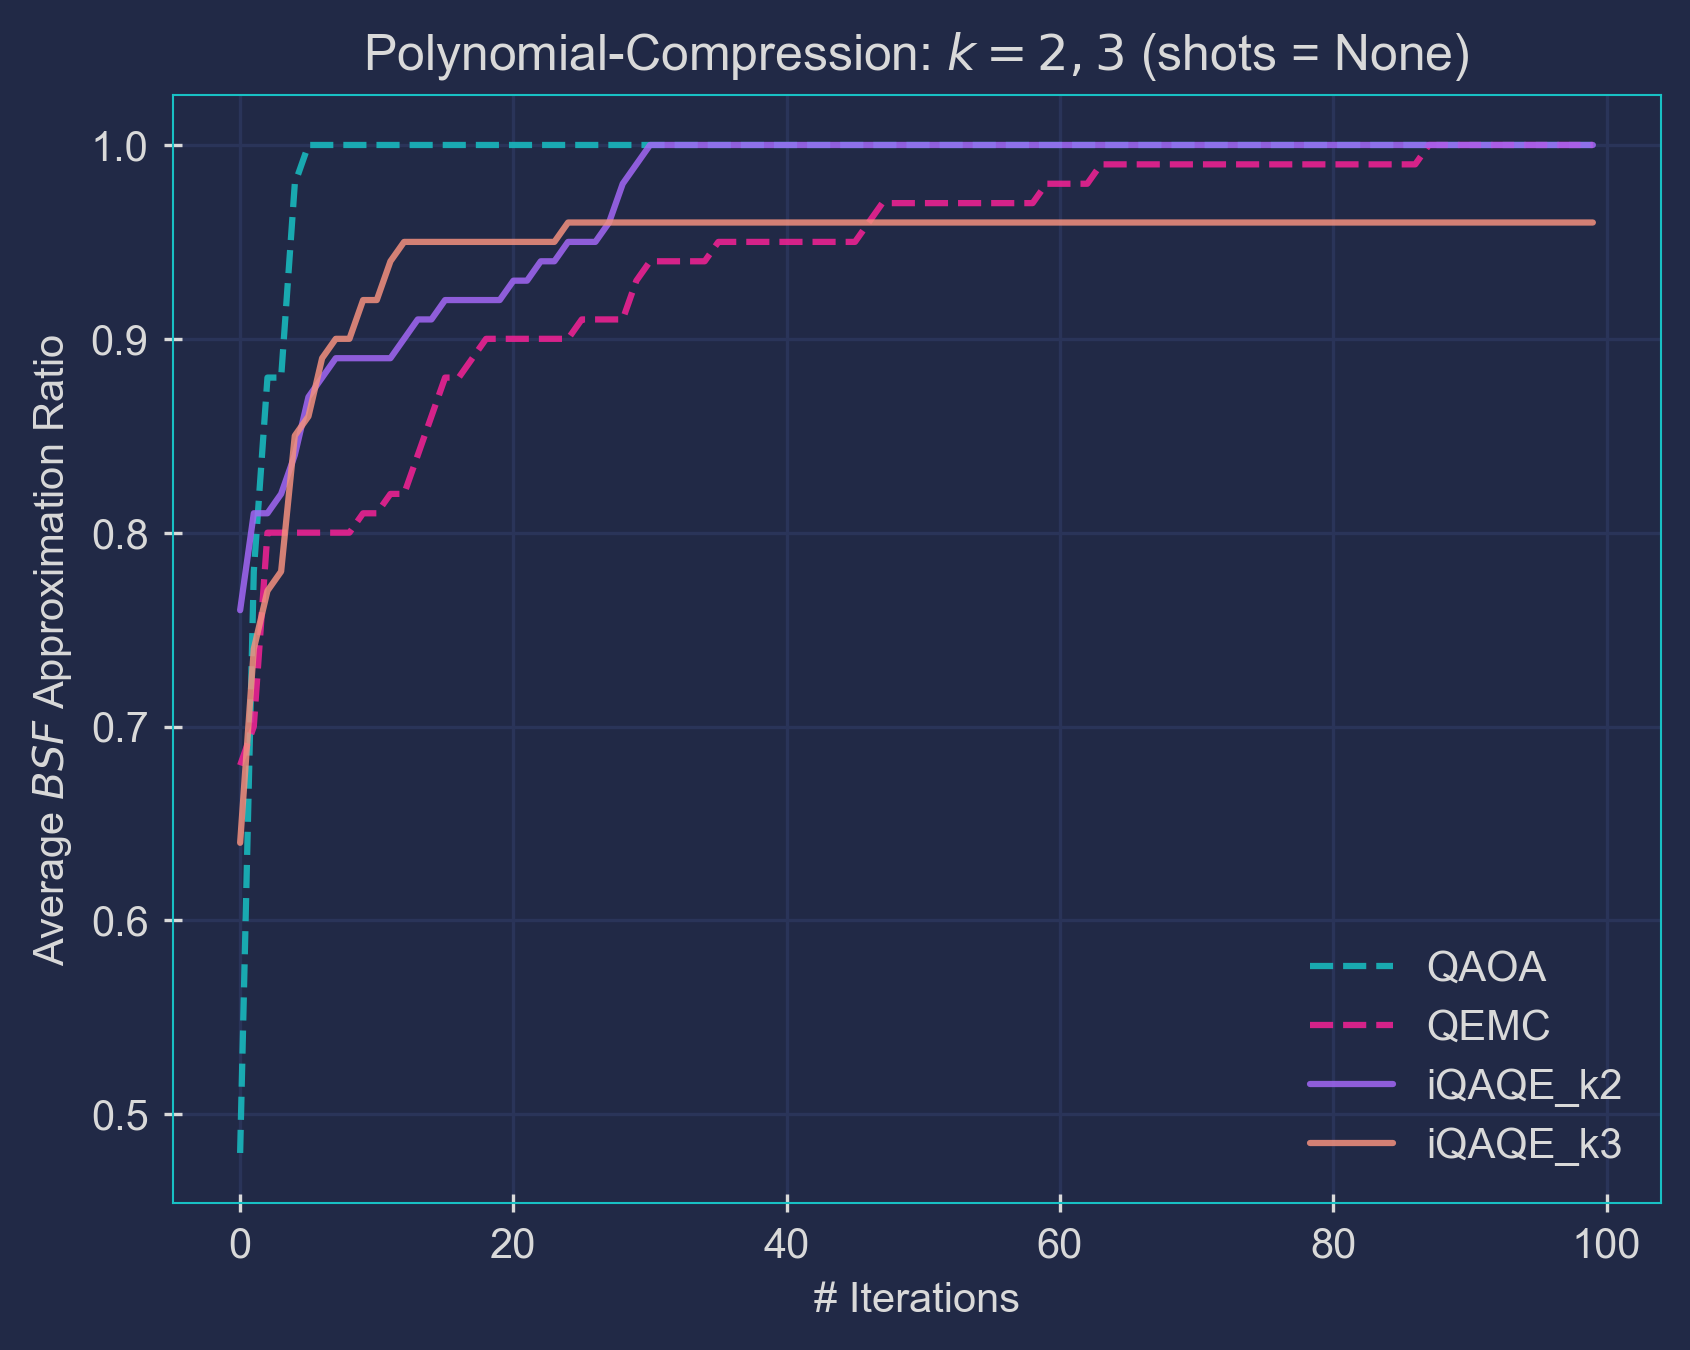 Polynomial-Compression: k = 2, 3 (shots = None)
Average BSF Approximation Ratio
1.0
0.9
0.8
0.7
0.6
0.5
QAOA
QEMC
iQAQE_k2
iQAQE_k3
0 20 40 60 80 100
# Iterations